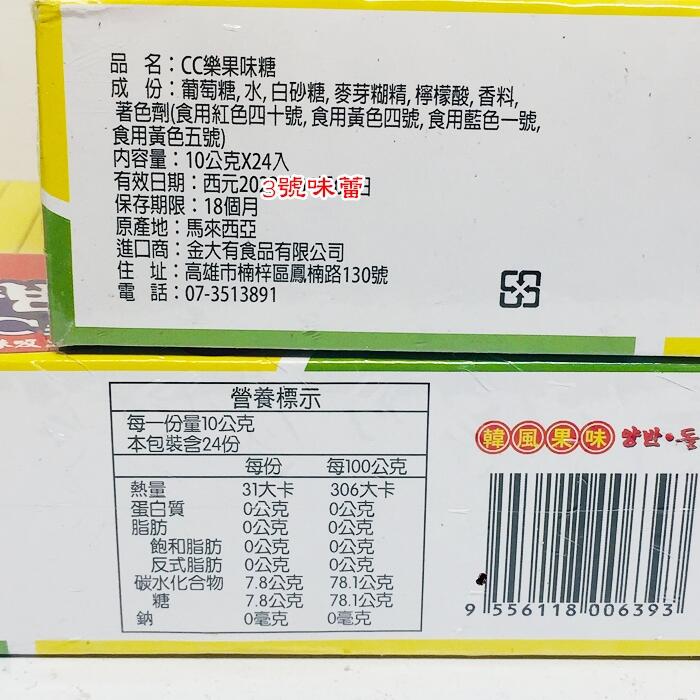 品 名：CC樂果味糖
成 份：葡萄糖, 水, 白砂糖, 麥芽糊精, 檸檬酸, 香料,
著色劑(食用紅色四十號, 食用黃色四號, 食用藍色一號,
食用黃色五號)
內容量：10公克X24入
有效日期：西元20
3號味蕾
日
保存期限：18個月
原產地：馬來西亞
進口商：金大有食品有限公司
住 址：高雄市楠梓區鳳楠路130號
電 話：07-3513891
營養標示
每一份量10公克
本包裝含24份
每份 每100公克
熱量 31大卡 306大卡
蛋白質 0公克 0公克
脂肪 0公克 0公克
飽和脂肪 0公克 0公克
反式脂肪 0公克 0公克
碳水化合物 7.8公克 78.1公克
糖 7.8公克 78.1公克
鈉 0毫克 0毫克
韓風果味
9 556118 006393